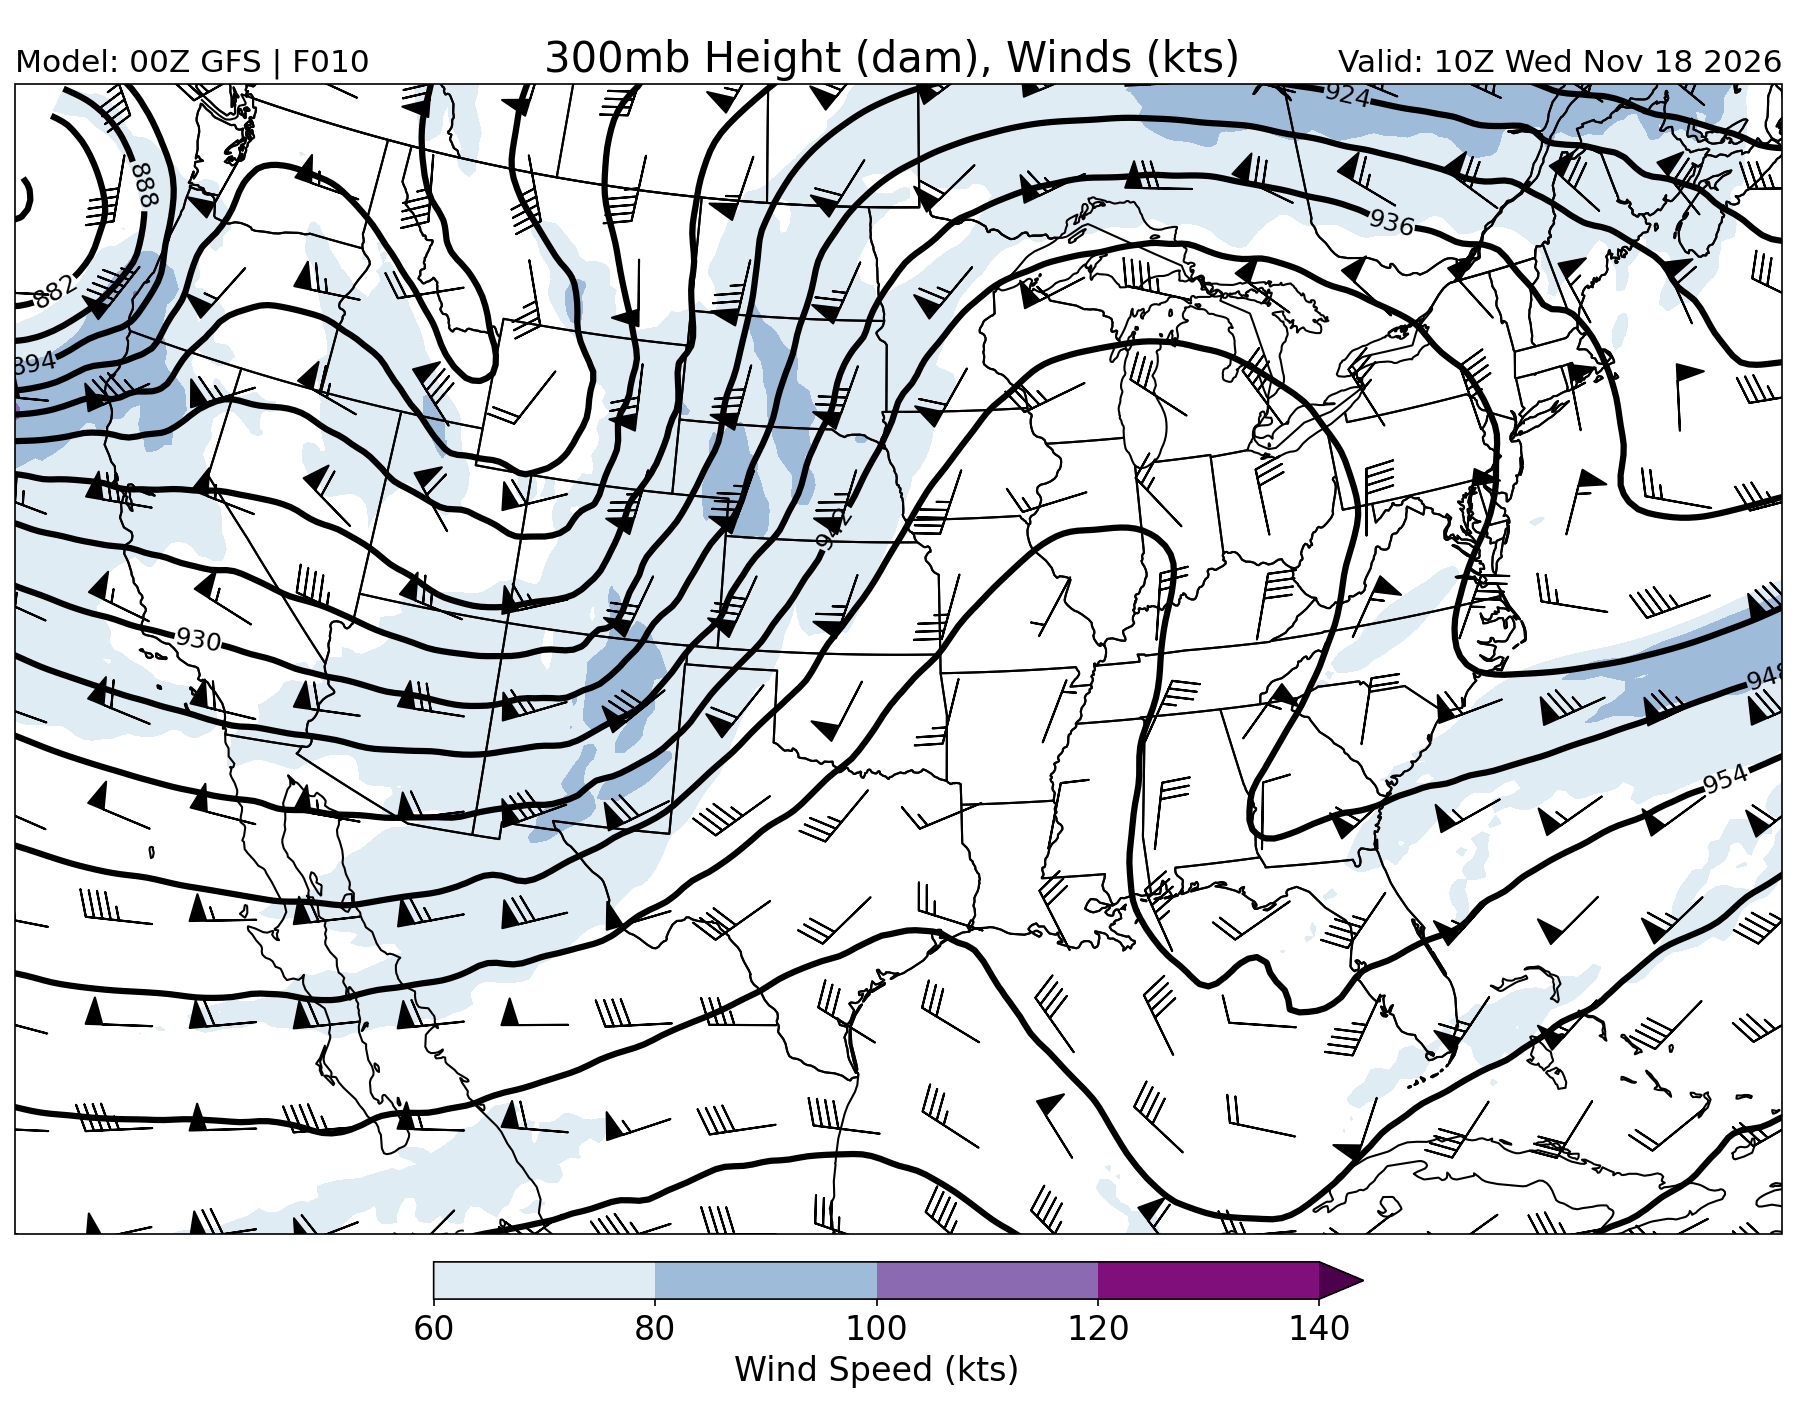 Model: 00Z GFS | F010
300mb Height (dam), Winds (kts)
Valid: 10Z Wed Nov 18 2026
924
888
936
882
894
942
930
948
954
60 80 100 120 140
Wind Speed (kts)